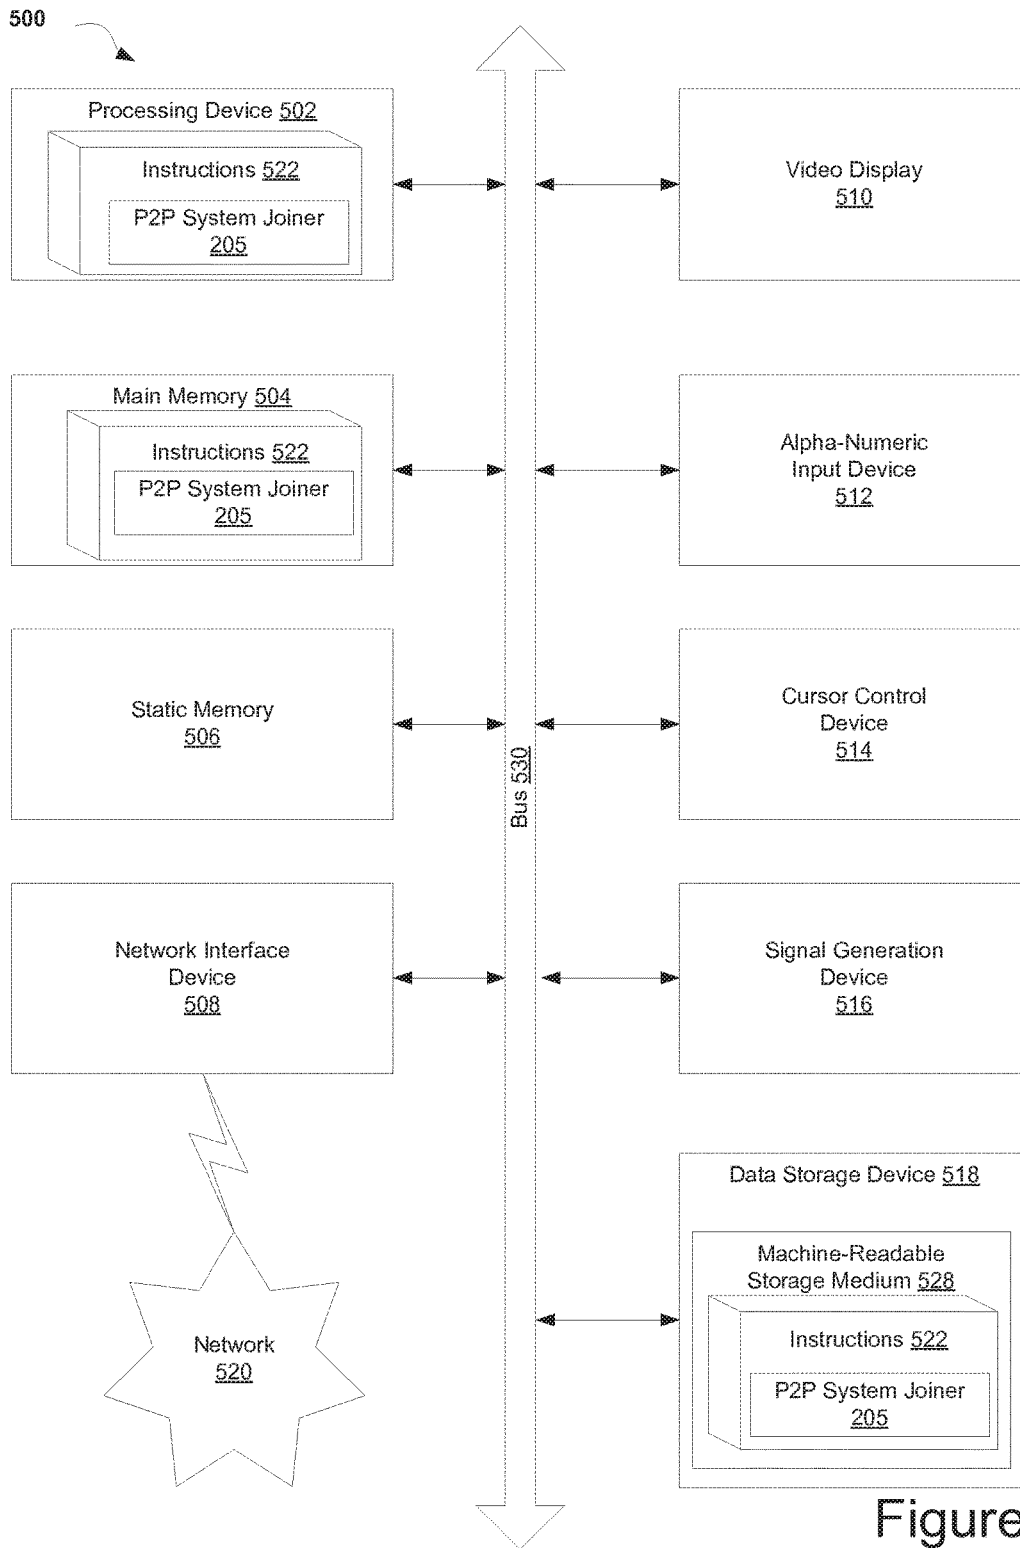 500
Processing Device 502
Instructions 522
P2P System Joiner
205
Video Display
510
Main Memory 504
Instructions 522
P2P System Joiner
205
Alpha-Numeric
Input Device
512
Static Memory
506
Bus 530
Cursor Control
Device
514
Network Interface
Device
508
Signal Generation
Device
516
Data Storage Device 518
Machine-Readable
Storage Medium 528
Instructions 522
P2P System Joiner
205
Network
520
Figure